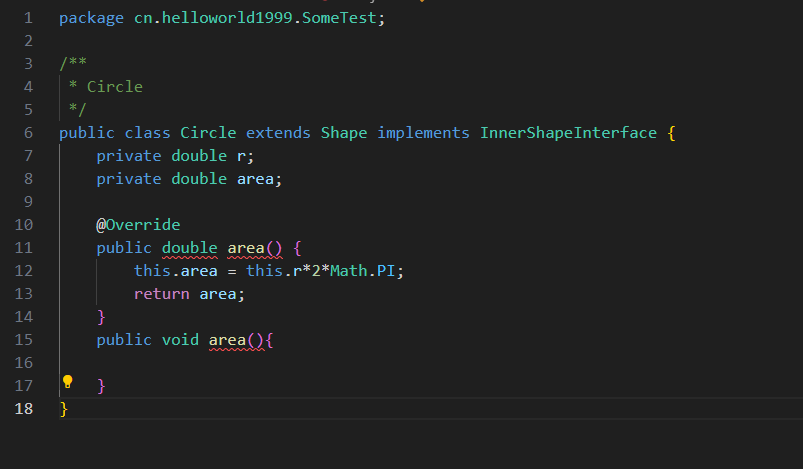 1 package cn.helloworld1999.SomeTest;
2
3 /**
4  * Circle
5  */
6 public class Circle extends Shape implements InnerShapeInterface {
7     private double r;
8     private double area;
9
10     @Override
11     public double area() {
12         this.area = this.r*2*Math.PI;
13         return area;
14     }
15     public void area(){
16
17     }
18 }